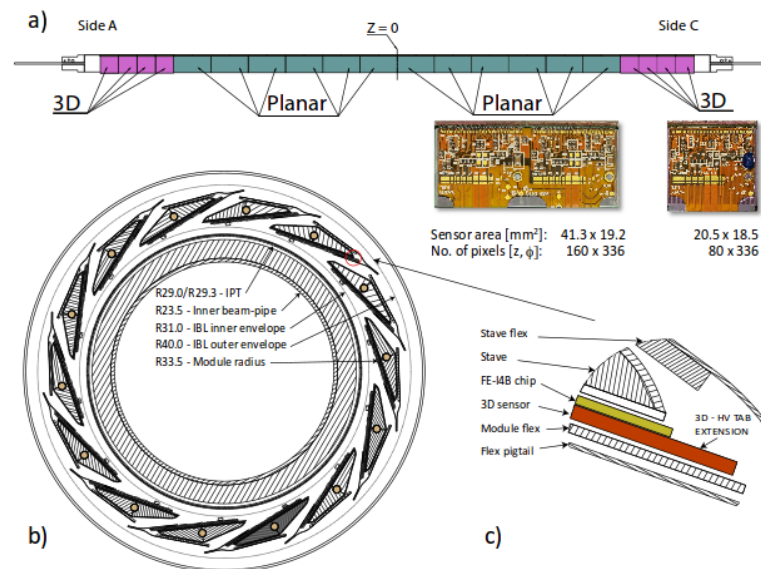 a)
Side A
Z = 0
Side C
3D
Planar
Planar
3D
Sensor area [mm²]: 41.3 x 19.2 20.5 x 18.5
No. of pixels [z, ϕ]: 160 x 336 80 x 336
R29.0/R29.3 - IPT
R23.5 - Inner beam-pipe
R31.0 - IBL inner envelope
R40.0 - IBL outer envelope
R33.5 - Module radius
b)
Stave flex
Stave
FE-I4B chip
3D sensor
Module flex
Flex pigtail
3D - HV TAB
EXTENSION
c)